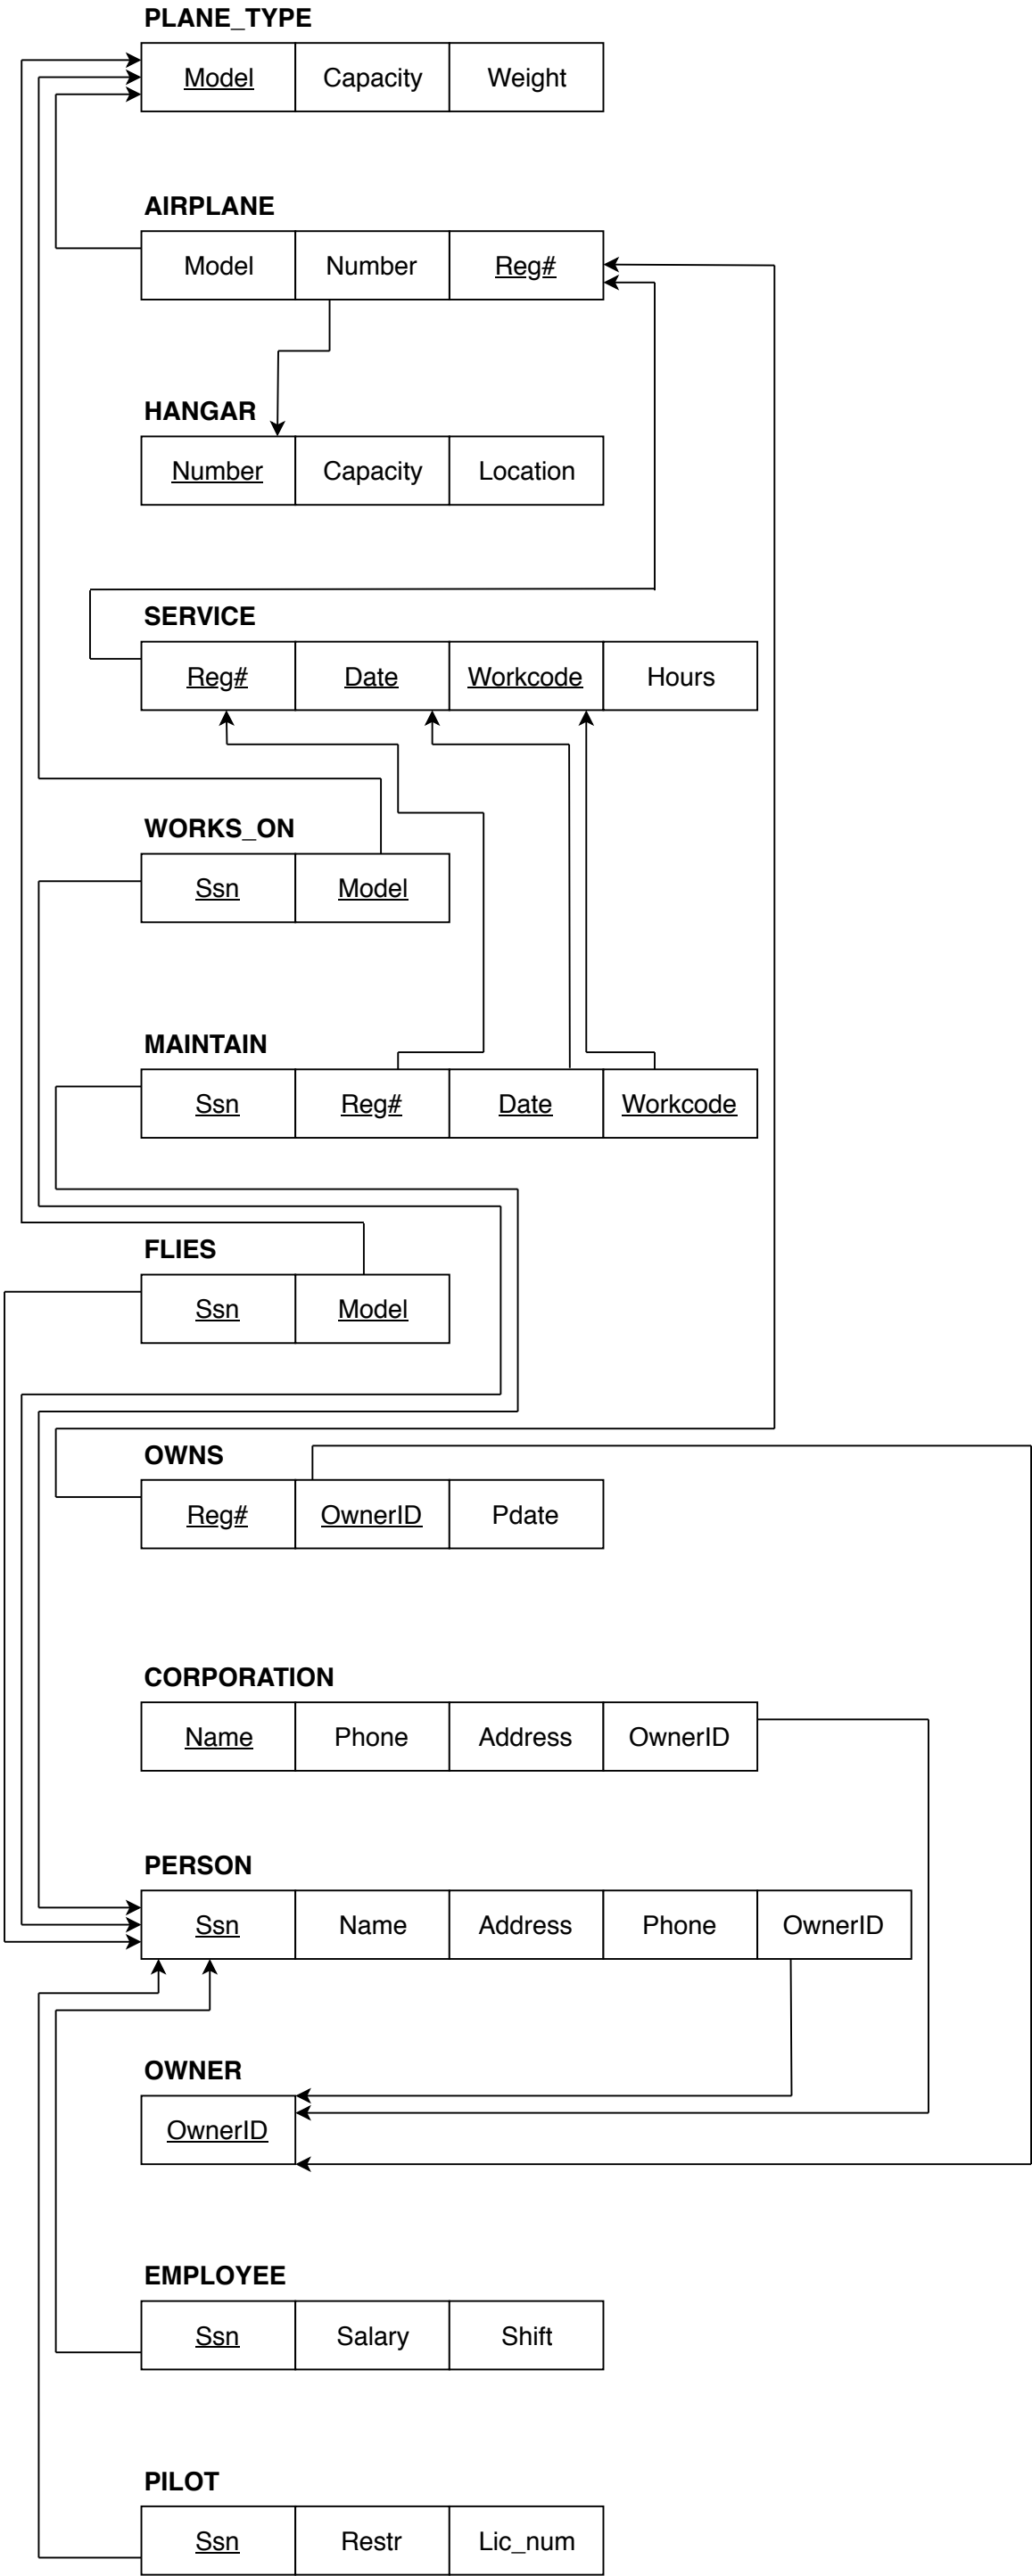 PLANE_TYPE
Model Capacity Weight
AIRPLANE
Model Number Reg#
HANGAR
Number Capacity Location
SERVICE
Reg# Date Workcode Hours
WORKS_ON
Ssn Model
MAINTAIN
Ssn Reg# Date Workcode
FLIES
Ssn Model
OWNS
Reg# OwnerID Pdate
CORPORATION
Name Phone Address OwnerID
PERSON
Ssn Name Address Phone OwnerID
OWNER
OwnerID
EMPLOYEE
Ssn Salary Shift
PILOT
Ssn Restr Lic_num